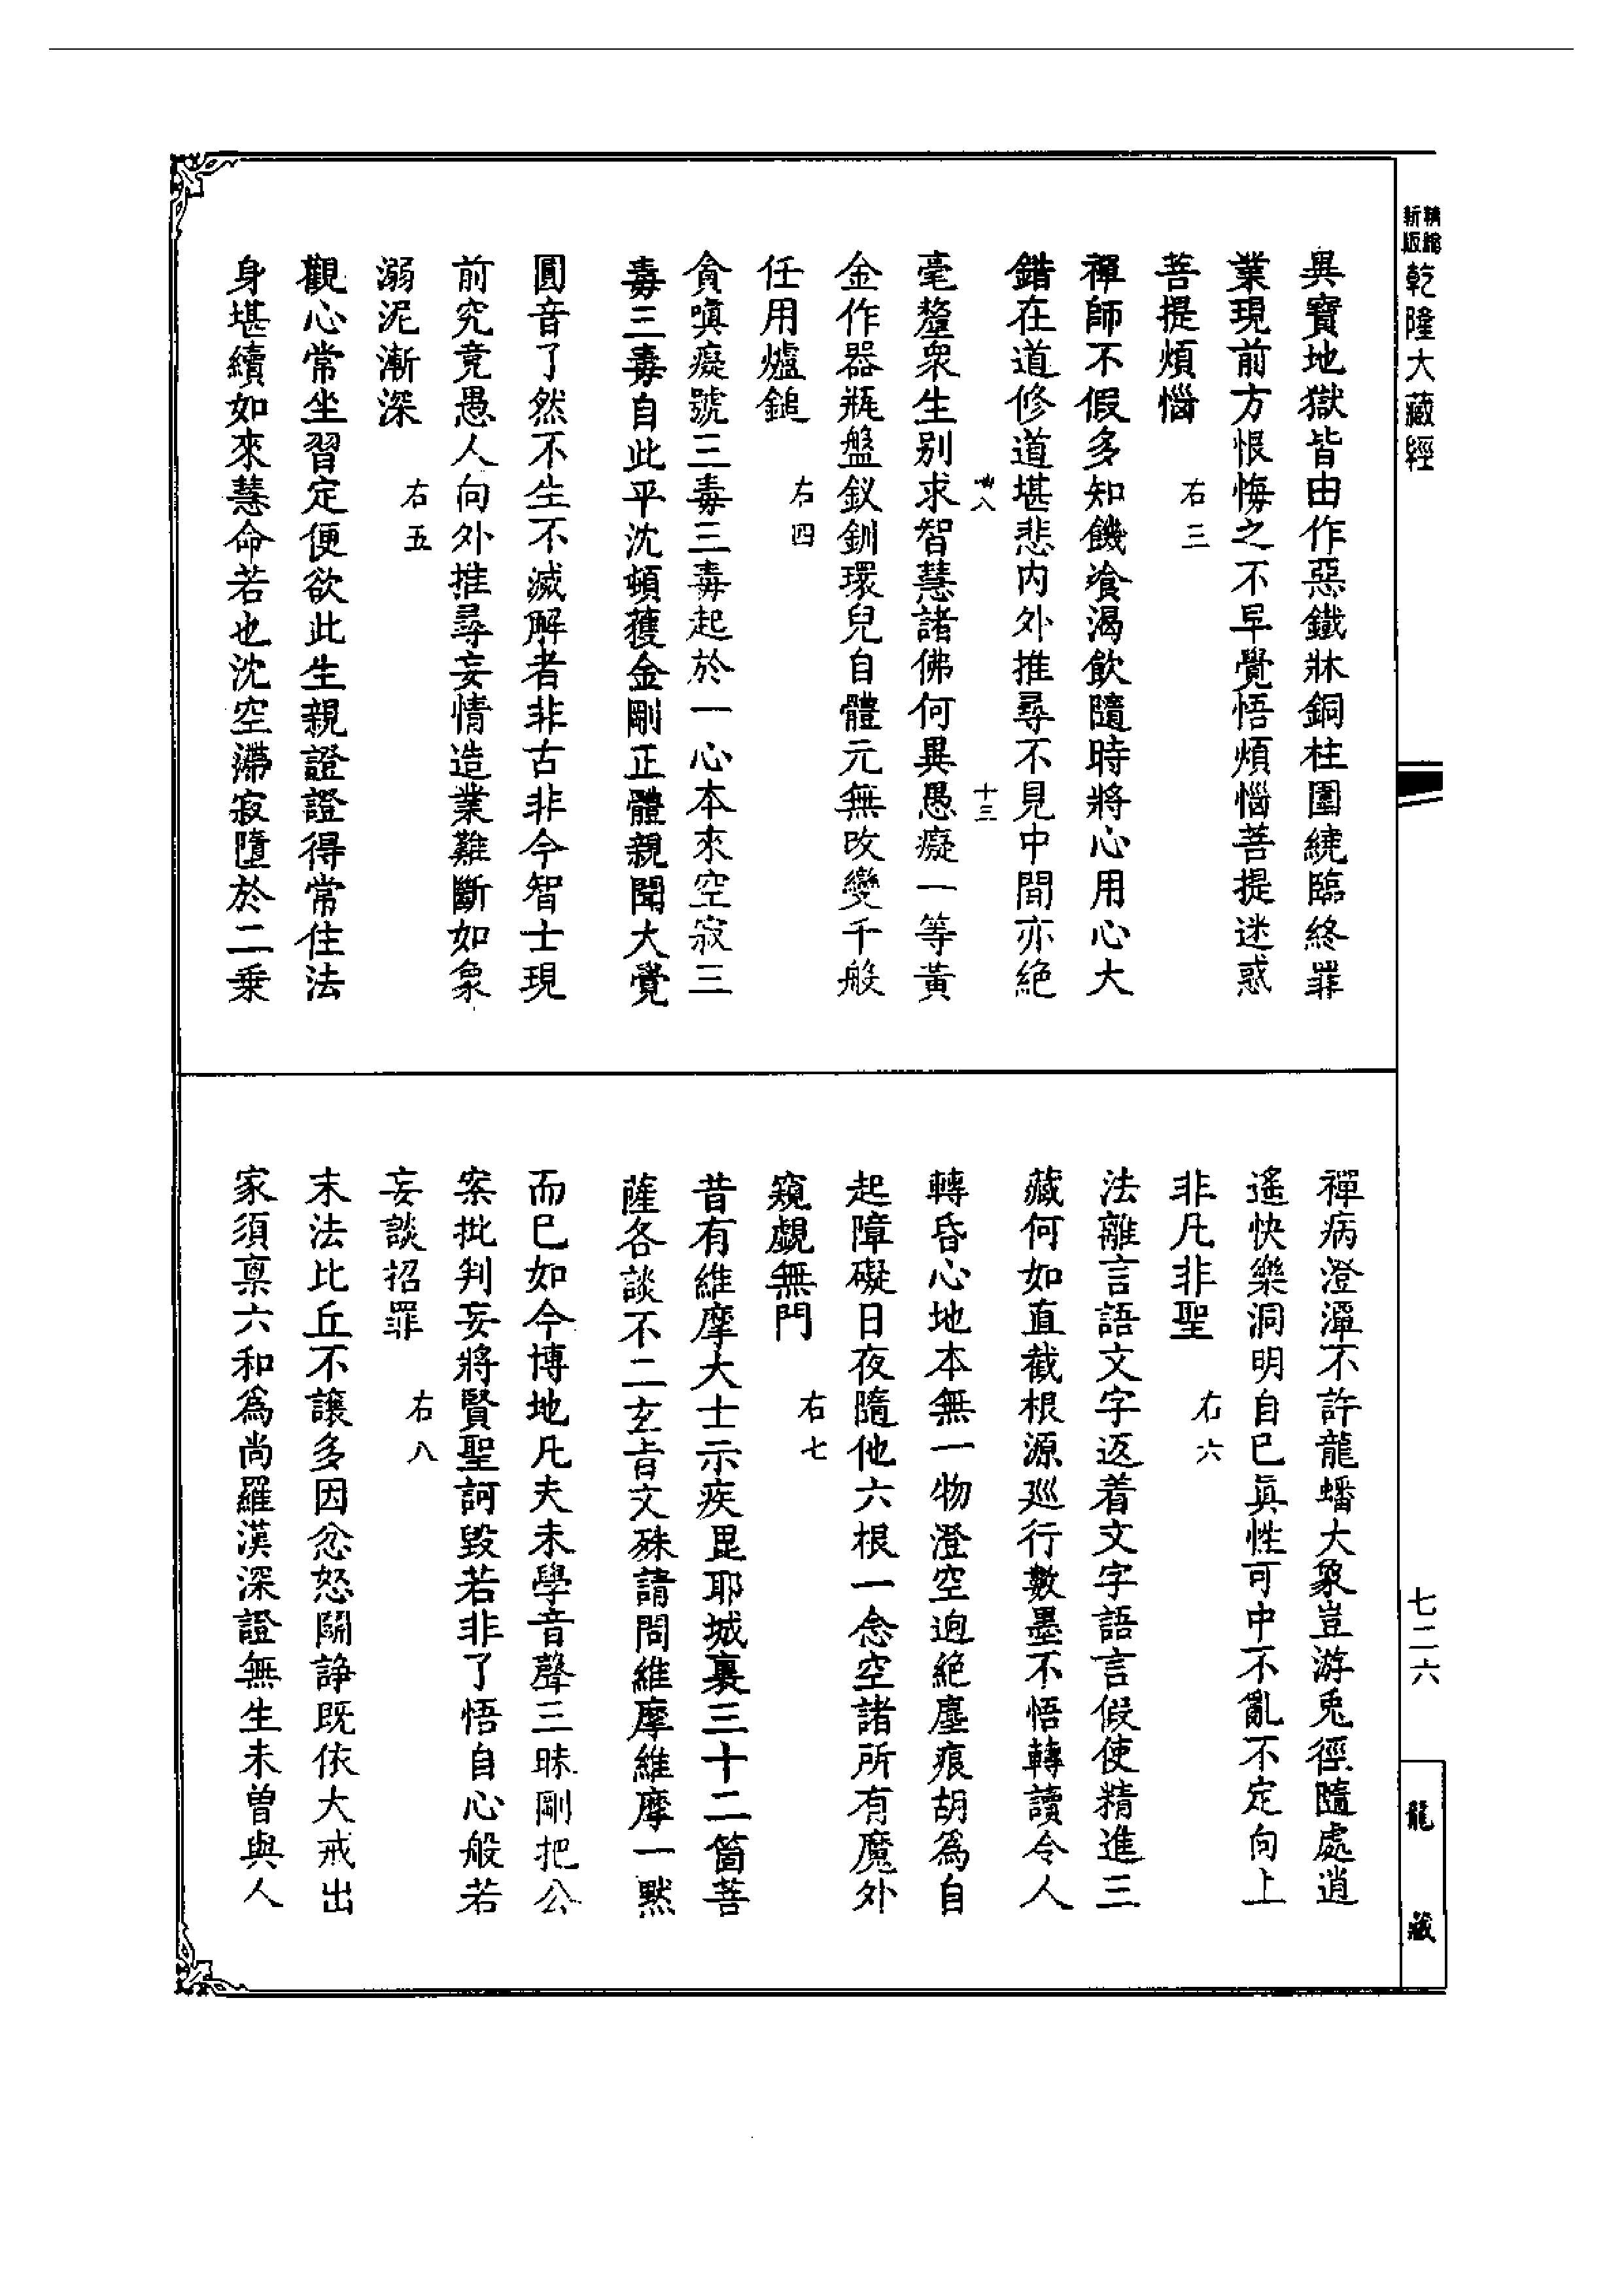 新版
精縮
乾隆大藏經
異寶地獄皆由作惡鐵牀銅柱圍繞臨終罪
業現前方恨悔之不早覺悟煩惱菩提迷惑
菩提煩惱　右三
禪師不假多知饑飡渴飲隨時將心用心大
錯在道修道堪悲內外推尋不見中間亦絕
十三
毫釐衆生別求智慧諸佛何異愚癡一等黃
金作器瓶盤釵釧環兒自體元無改變千般
任用爐鎚　右四
貪嗔癡號三毒三毒起於一心本來空寂三
毒三毒自此平沈頓獲金剛正體親聞大覺
圓音了然不生不滅解者非古非今智士現
前究竟愚人向外推尋妄情造業難斷如象
溺泥漸深　右五
觀心常坐習定便欲此生親證證得常住法
身堪續如來慧命若也沈空滯寂墮於二乗
禪病澄潭不許龍蟠大象豈游兎徑隨處逍
遙快樂洞明自已眞性可中不亂不定向上
非凡非聖　右六
法離言語文字返着文字語言假使精進三
藏何如直截根源巡行數墨不悟轉讀令人
轉昏心地本無一物澄空逈絕塵痕胡爲自
起障礙日夜隨他六根一念空諸所有魔外
窺覷無門　右七
昔有維摩大士示疾毘耶城裏三十二箇菩
薩各談不二玄旨文殊請問維摩維摩一默
而巳如今博地凡夫未學音聲三昧剛把公
案批判妄將賢聖訶毀若非了悟自心般若
妄談招罪　右八
末法比丘不讓多因忿怒鬭諍既依大戒出
家須稟六和爲尚羅漢深證無生未曽與人
七二六
龍藏